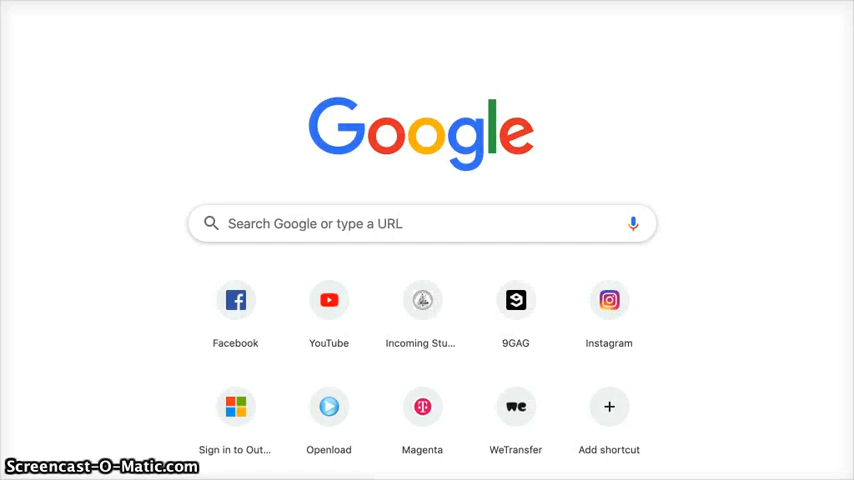 Google
Search Google or type a URL
Facebook
YouTube
Incoming Stu...
9GAG
Instagram
Sign in to Out...
Openload
Magenta
WeTransfer
Add shortcut
Screencast-O-Matic.com